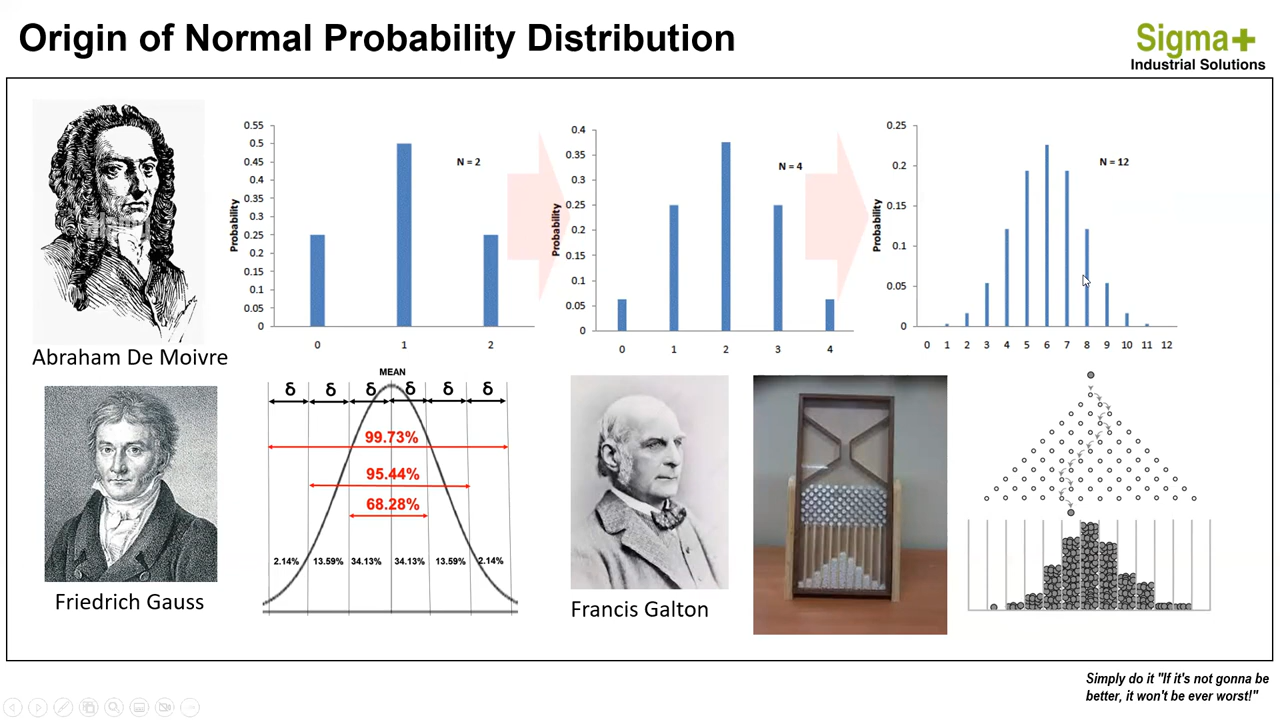 Origin of Normal Probability Distribution
Sigma+
Industrial Solutions
0.55
0.5
0.45
0.4
0.35
0.3
0.25
0.2
0.15
0.1
0.05
0
Probability
N = 2
0 1 2
0.4
0.35
0.3
0.25
0.2
0.15
0.1
0.05
0
Probability
N = 4
0 1 2 3 4
0.25
0.2
0.15
0.1
0.05
0
Probability
N = 12
0 1 2 3 4 5 6 7 8 9 10 11 12
Abraham De Moivre
MEAN
δ δ δ δ δ δ
99.73%
95.44%
68.28%
2.14% 13.59% 34.13% 34.13% 13.59% 2.14%
Friedrich Gauss
Francis Galton
Simply do it "If it's not gonna be
better, it won't be ever worst!"